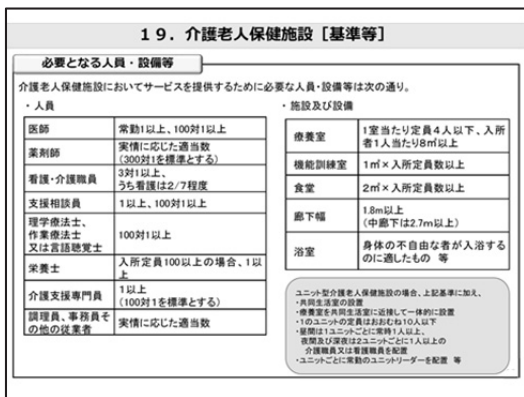 19．介護老人保健施設［基準等］
必要となる人員・設備等
介護老人保健施設においてサービスを提供するために必要な人員・設備等は次の通り。
・人員
医師 常勤1以上、100対1以上
薬剤師 実情に応じた適当数
(300対1を標準とする)
看護・介護職員 3対1以上、
うち看護は2/7程度
支援相談員 1以上、100対1以上
理学療法士、
作業療法士
又は言語聴覚士
100対1以上
栄養士 入所定員100以上の場合、1以
上
介護支援専門員 1以上
(100対1を標準とする)
調理員、事務員そ
の他の従業者
実情に応じた適当数
・施設及び設備
療養室 1室当たり定員4人以下、入所
者1人当たり8㎡以上
機能訓練室 1㎡×入所定員数以上
食堂 2㎡×入所定員数以上
廊下幅 1.8m以上
(中廊下は2.7m以上)
浴室 身体の不自由な者が入浴する
のに適したもの 等
ユニット型介護老人保健施設の場合、上記基準に加え、
・共同生活室の設置
・療養室を共同生活室に近接して一体的に設置
・1のユニットの定員はおおむね10人以下
・昼間は1ユニットごとに常時1人以上、
夜間及び深夜は2ユニットごとに1人以上の
介護職員又は看護職員を配置
・ユニットごとに常勤のユニットリーダーを配置 等